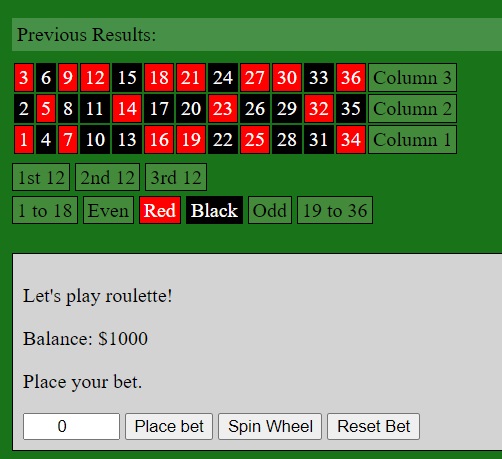 Previous Results:
3 6 9 12 15 18 21 24 27 30 33 36 Column 3
2 5 8 11 14 17 20 23 26 29 32 35 Column 2
1 4 7 10 13 16 19 22 25 28 31 34 Column 1
1st 12 2nd 12 3rd 12
1 to 18 Even Red Black Odd 19 to 36
Let's play roulette!
Balance: $1000
Place your bet.
0 Place bet Spin Wheel Reset Bet